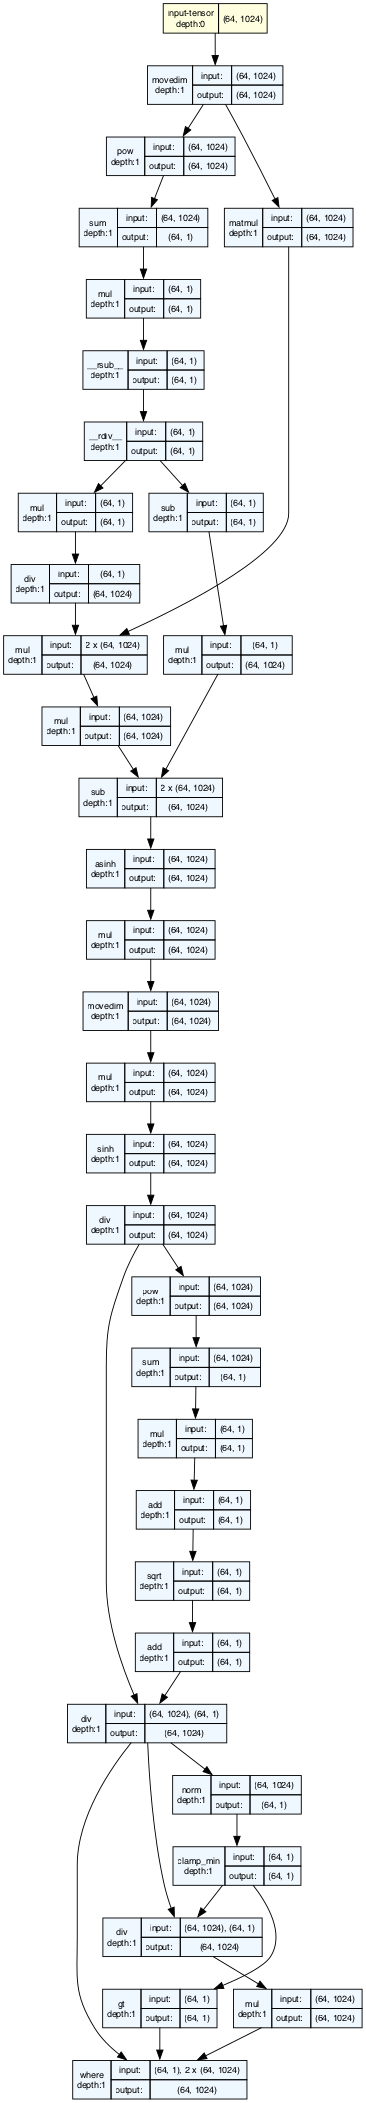 input-tensor
depth:0
(64, 1024)
movedim
depth:1
input:
(64, 1024)
output:
(64, 1024)
pow
depth:1
input:
(64, 1024)
output:
(64, 1024)
sum
depth:1
input:
(64, 1024)
output:
(64, 1)
matmul
depth:1
input:
(64, 1024)
output:
(64, 1024)
mul
depth:1
input:
(64, 1)
output:
(64, 1)
__rsub__
depth:1
input:
(64, 1)
output:
(64, 1)
__rdiv__
depth:1
input:
(64, 1)
output:
(64, 1)
mul
depth:1
input:
(64, 1)
output:
(64, 1)
sub
depth:1
input:
(64, 1)
output:
(64, 1)
div
depth:1
input:
(64, 1)
output:
(64, 1024)
mul
depth:1
input:
2 x (64, 1024)
output:
(64, 1024)
mul
depth:1
input:
(64, 1)
output:
(64, 1024)
mul
depth:1
input:
(64, 1024)
output:
(64, 1024)
sub
depth:1
input:
2 x (64, 1024)
output:
(64, 1024)
asinh
depth:1
input:
(64, 1024)
output:
(64, 1024)
mul
depth:1
input:
(64, 1024)
output:
(64, 1024)
movedim
depth:1
input:
(64, 1024)
output:
(64, 1024)
mul
depth:1
input:
(64, 1024)
output:
(64, 1024)
sinh
depth:1
input:
(64, 1024)
output:
(64, 1024)
div
depth:1
input:
(64, 1024)
output:
(64, 1024)
pow
depth:1
input:
(64, 1024)
output:
(64, 1024)
sum
depth:1
input:
(64, 1024)
output:
(64, 1)
mul
depth:1
input:
(64, 1)
output:
(64, 1)
add
depth:1
input:
(64, 1)
output:
(64, 1)
sqrt
depth:1
input:
(64, 1)
output:
(64, 1)
add
depth:1
input:
(64, 1)
output:
(64, 1)
div
depth:1
input:
(64, 1024), (64, 1)
output:
(64, 1024)
norm
depth:1
input:
(64, 1024)
output:
(64, 1)
clamp_min
depth:1
input:
(64, 1)
output:
(64, 1)
div
depth:1
input:
(64, 1024), (64, 1)
output:
(64, 1024)
gt
depth:1
input:
(64, 1)
output:
(64, 1)
mul
depth:1
input:
(64, 1024)
output:
(64, 1024)
where
depth:1
input:
(64, 1), 2 x (64, 1024)
output:
(64, 1024)